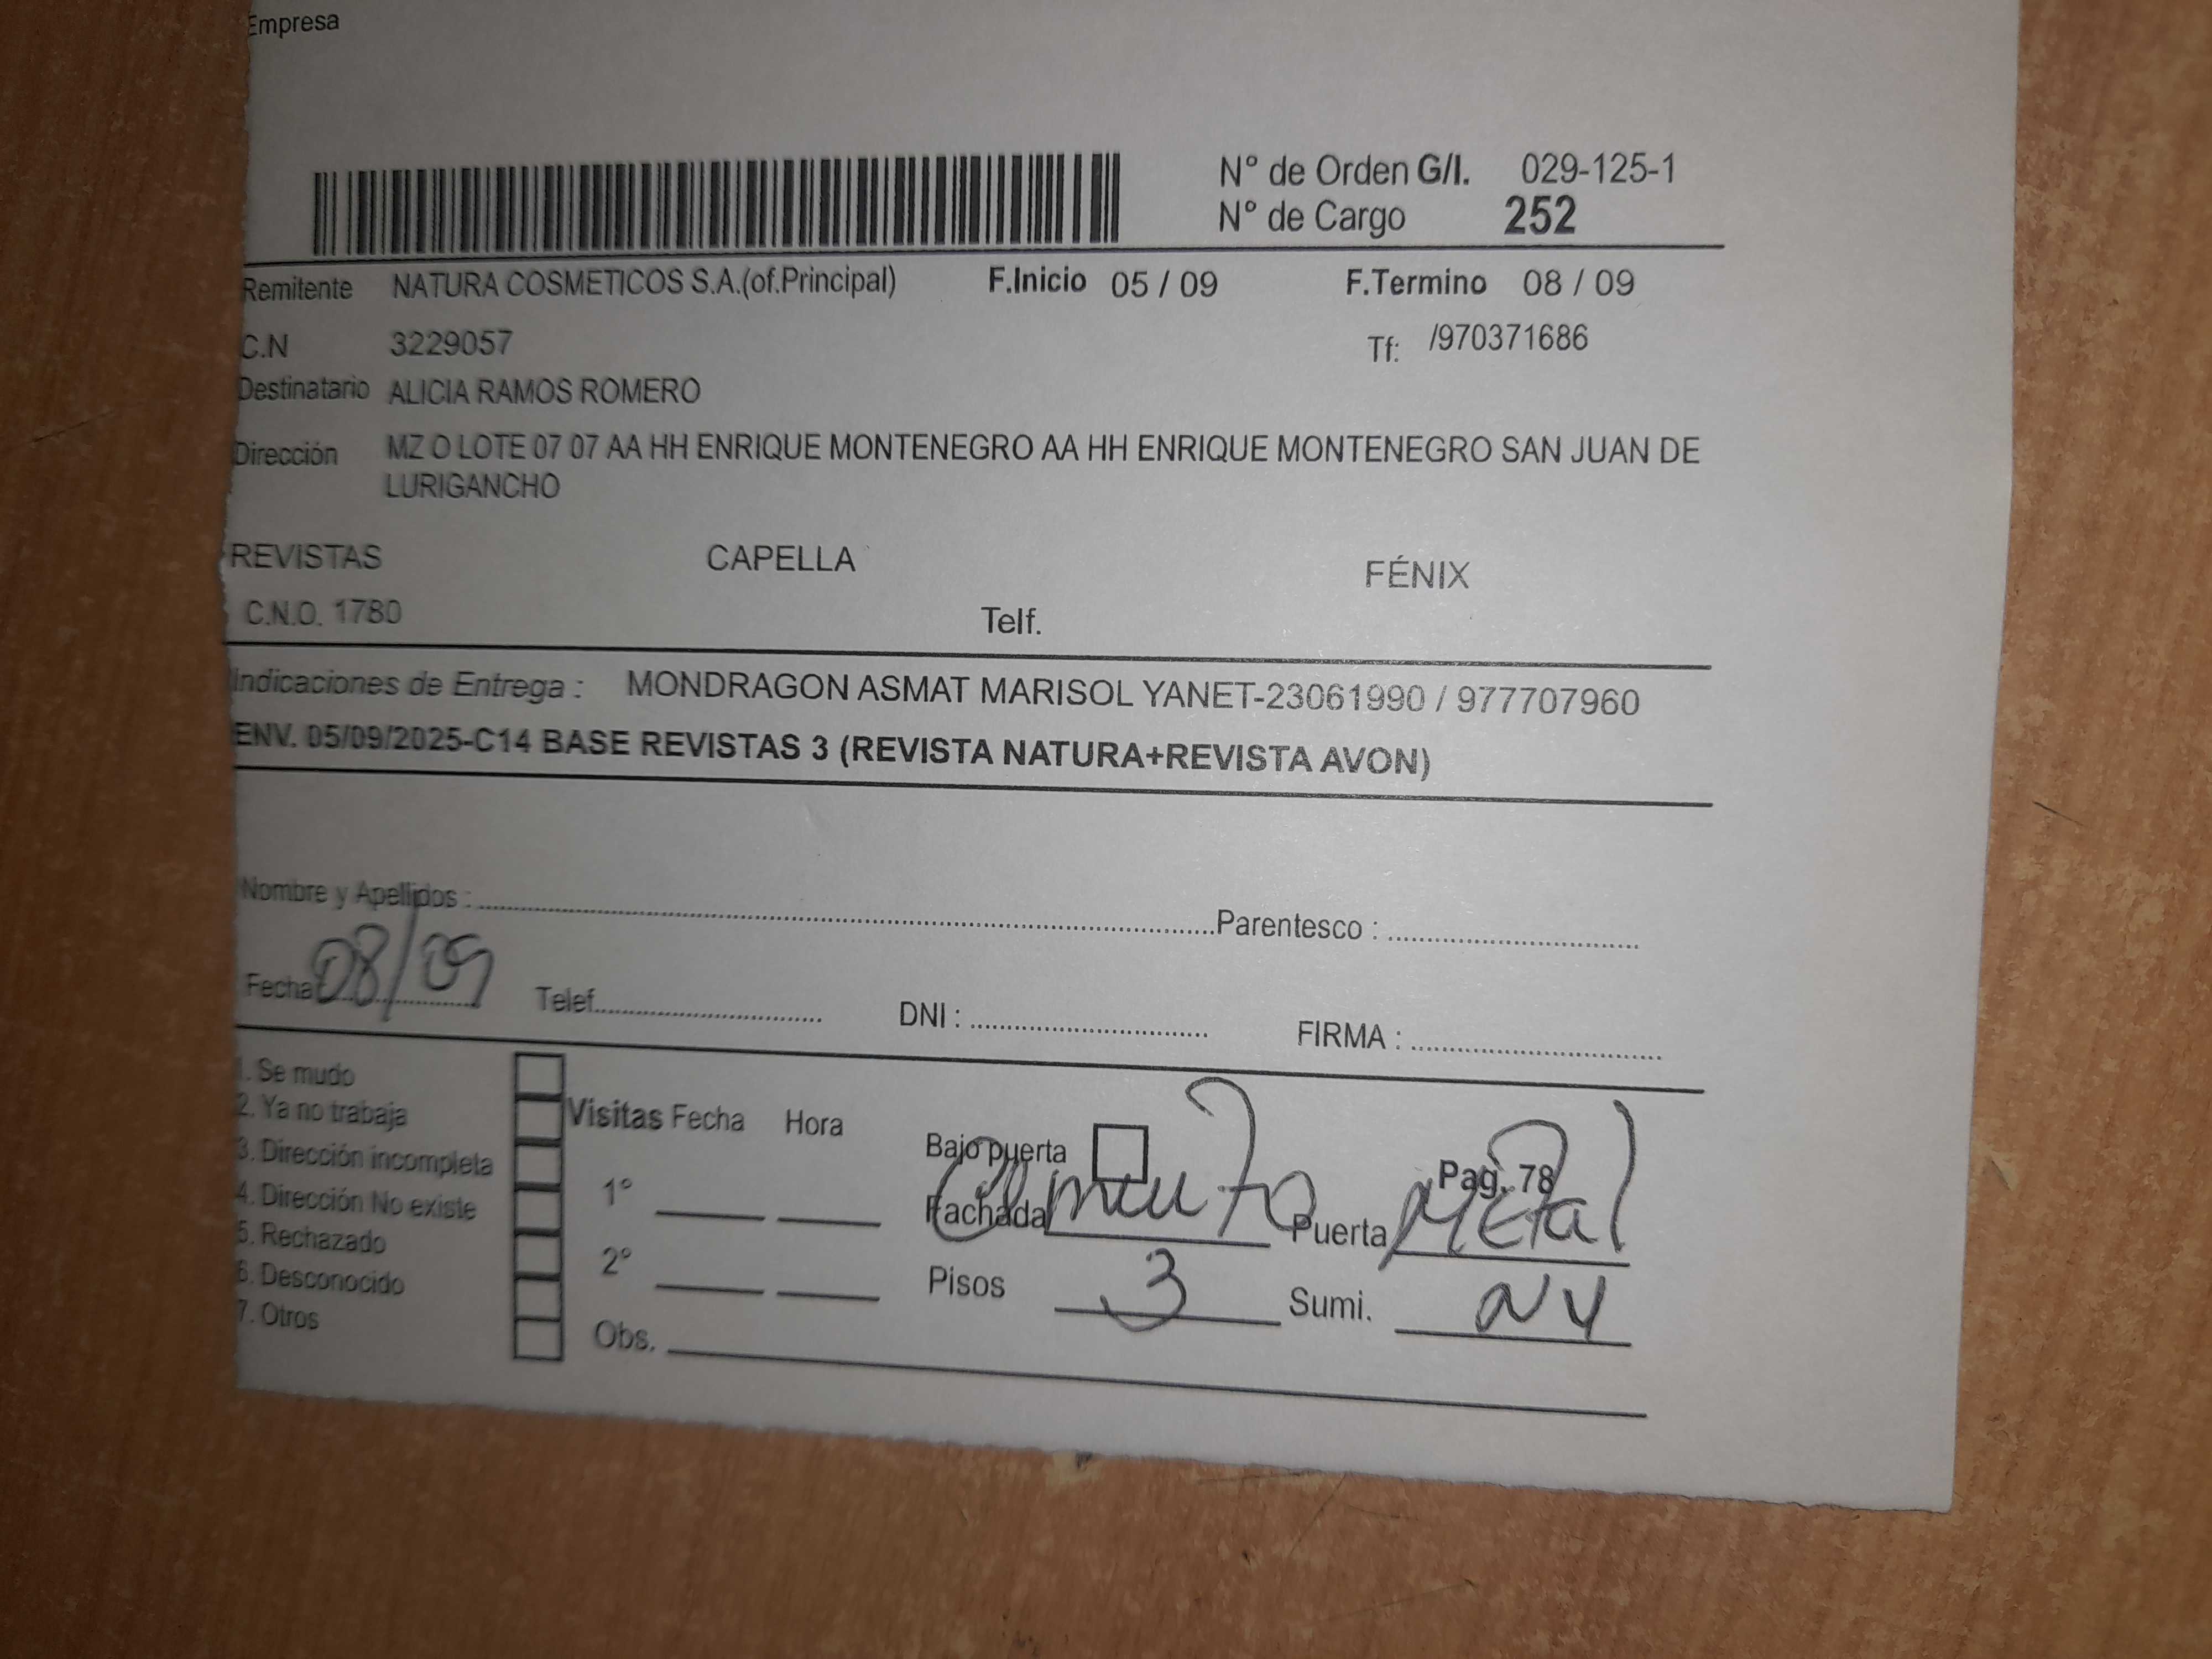 Empresa
N° de Orden G/I. 029-125-1
N° de Cargo 252
Remitente NATURA COSMETICOS S.A.(of.Principal) F.Inicio 05 / 09 F.Termino 08 / 09
C.N 3229057 Tf: /970371686
Destinatario ALICIA RAMOS ROMERO
Dirección MZ O LOTE 07 07 AA HH ENRIQUE MONTENEGRO AA HH ENRIQUE MONTENEGRO SAN JUAN DE
LURIGANCHO
REVISTAS CAPELLA FÉNIX
C.N.O. 1780 Telf.
Indicaciones de Entrega : MONDRAGON ASMAT MARISOL YANET-23061990 / 977707960
ENV. 05/09/2025-C14 BASE REVISTAS 3 (REVISTA NATURA+REVISTA AVON)
Nombre y Apellidos : Parentesco :
Fecha 08/09 Telef. DNI : FIRMA :
1. Se mudo
2. Ya no trabaja Visitas Fecha Hora Bajo puerta Pag. 78
3. Dirección incompleta
4. Dirección No existe 1° Fachada Cemento Puerta Metal
5. Rechazado
6. Desconocido 2° Pisos 3 Sumi. NV
7. Otros Obs.